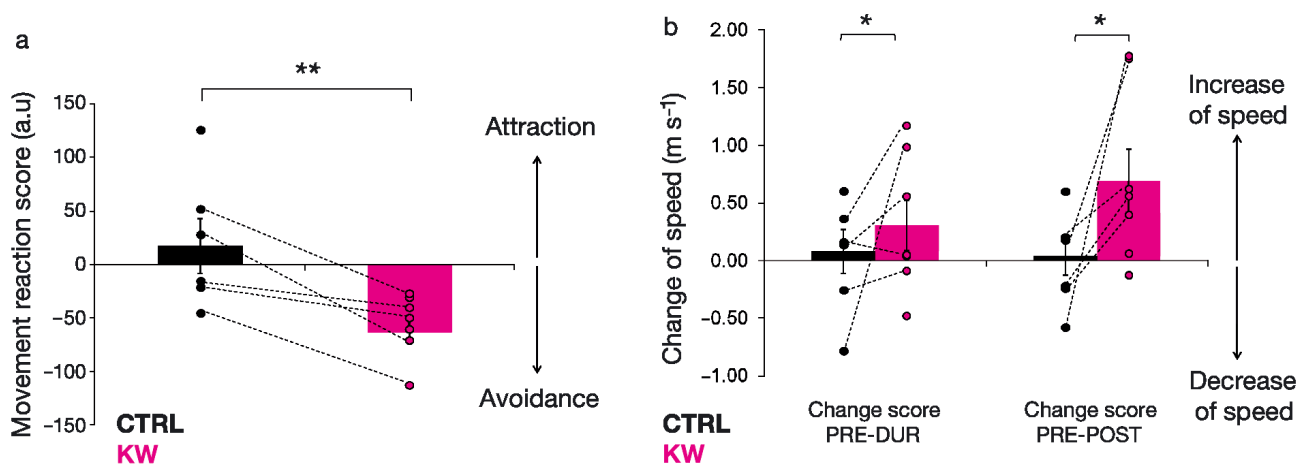 a
Movement reaction score (a.u)
150
100
50
0
−50
−100
−150
**
Attraction
Avoidance
CTRL
KW
b
Change of speed (m s⁻¹)
2.00
1.50
1.00
0.50
0.00
−0.50
−1.00
*
*
Increase
of speed
Decrease
of speed
Change score
PRE-DUR
Change score
PRE-POST
CTRL
KW